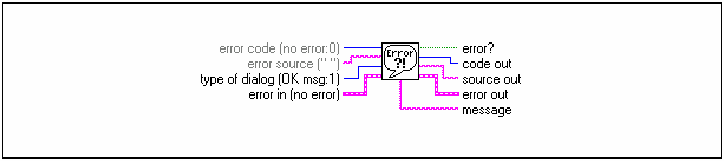 error code (no error:0)
error source (" ")
type of dialog (OK msg:1)
error in (no error)
Error
?!
error?
code out
source out
error out
message